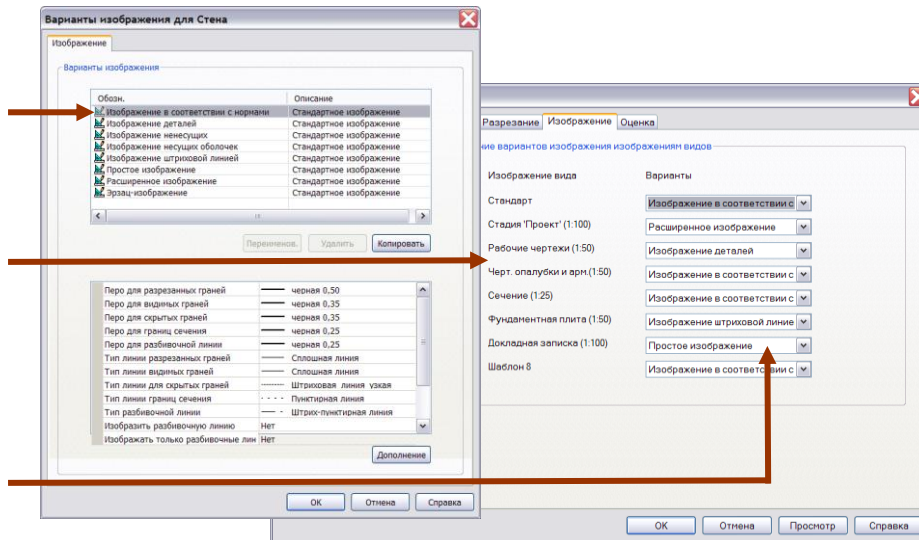 Варианты изображения для Стена
Изображение
Варианты изображения
Обозн. Описание
Изображение в соответствии с нормами Стандартное изображение
Изображение деталей Стандартное изображение
Изображение ненесущих Стандартное изображение
Изображение несущих оболочек Стандартное изображение
Изображение штриховой линией Стандартное изображение
Простое изображение Стандартное изображение
Расширенное изображение Стандартное изображение
Эрзац-изображение Стандартное изображение
Переименов. Удалить Копировать
Перо для разрезанных граней черная 0,50
Перо для видимых граней черная 0,35
Перо для скрытых граней черная 0,35
Перо для границ сечения черная 0,25
Перо для разбивочной линии черная 0,25
Тип линии разрезанных граней Сплошная линия
Тип линии видимых граней Сплошная линия
Тип линии для скрытых граней Штриховая линия узкая
Тип линии границ сечения Пунктирная линия
Тип разбивочной линии Штрих-пунктирная линия
Изобразить разбивочную линию Нет
Изображать только разбивочные лин Нет
Дополнение
OK Отмена Справка
Разрезание Изображение Оценка
ие вариантов изображения изображениям видов
Изображение вида Варианты
Стандарт Изображение в соответствии с
Стадия 'Проект' (1:100) Расширенное изображение
Рабочие чертежи (1:50) Изображение деталей
Черт. опалубки и арм.(1:50) Изображение в соответствии с
Сечение (1:25) Изображение в соответствии с
Фундаментная плита (1:50) Изображение штриховой линие
Докладная записка (1:100) Простое изображение
Шаблон 8 Изображение в соответствии с
OK Отмена Просмотр Справка